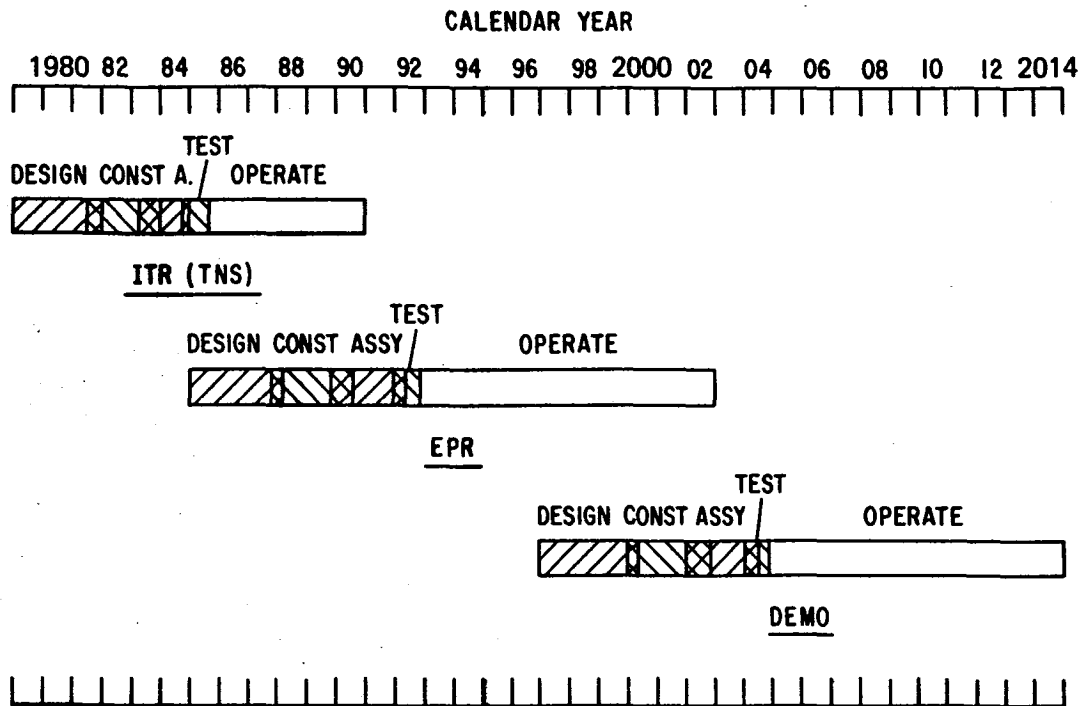 CALENDAR YEAR
1980 82 84 86 88 90 92 94 96 98 2000 02 04 06 08 10 12 2014
TEST
DESIGN CONST A. OPERATE
ITR (TNS)
TEST
DESIGN CONST ASSY OPERATE
EPR
TEST
DESIGN CONST ASSY OPERATE
DEMO